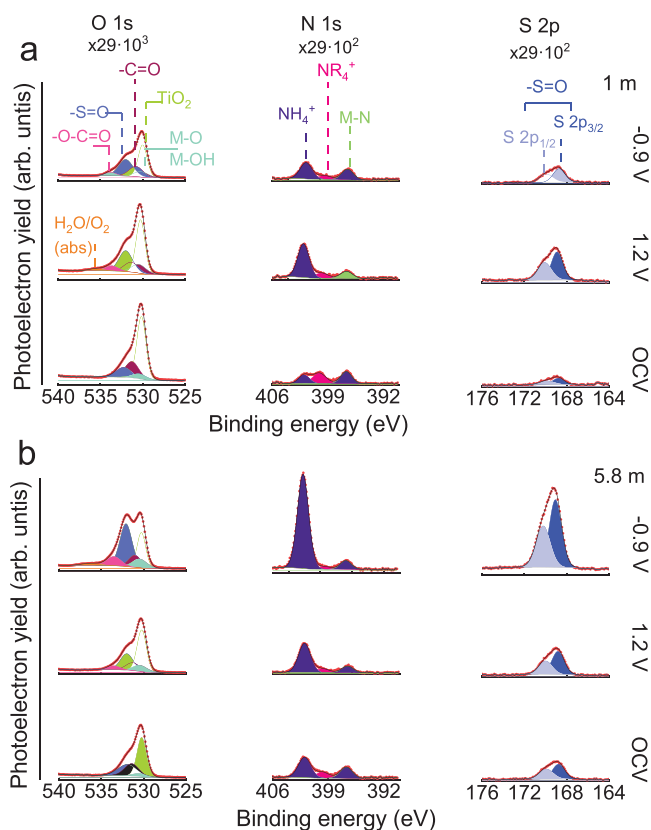 a
O 1s
x29·10³
N 1s
x29·10²
S 2p
x29·10²
1 m
-C=O
-S=O
-O-C=O
TiO₂
M-O
M-OH
NR₄⁺
NH₄⁺
M-N
-S=O
S 2p₁/₂
S 2p₃/₂
-0.9 V
H₂O/O₂
(abs)
1.2 V
OCV
Photoelectron yield (arb. untis)
540 535 530 525
406 399 392
176 172 168 164
Binding energy (eV)
b
5.8 m
-0.9 V
1.2 V
OCV
Photoelectron yield (arb. untis)
540 535 530 525
406 399 392
176 172 168 164
Binding energy (eV)